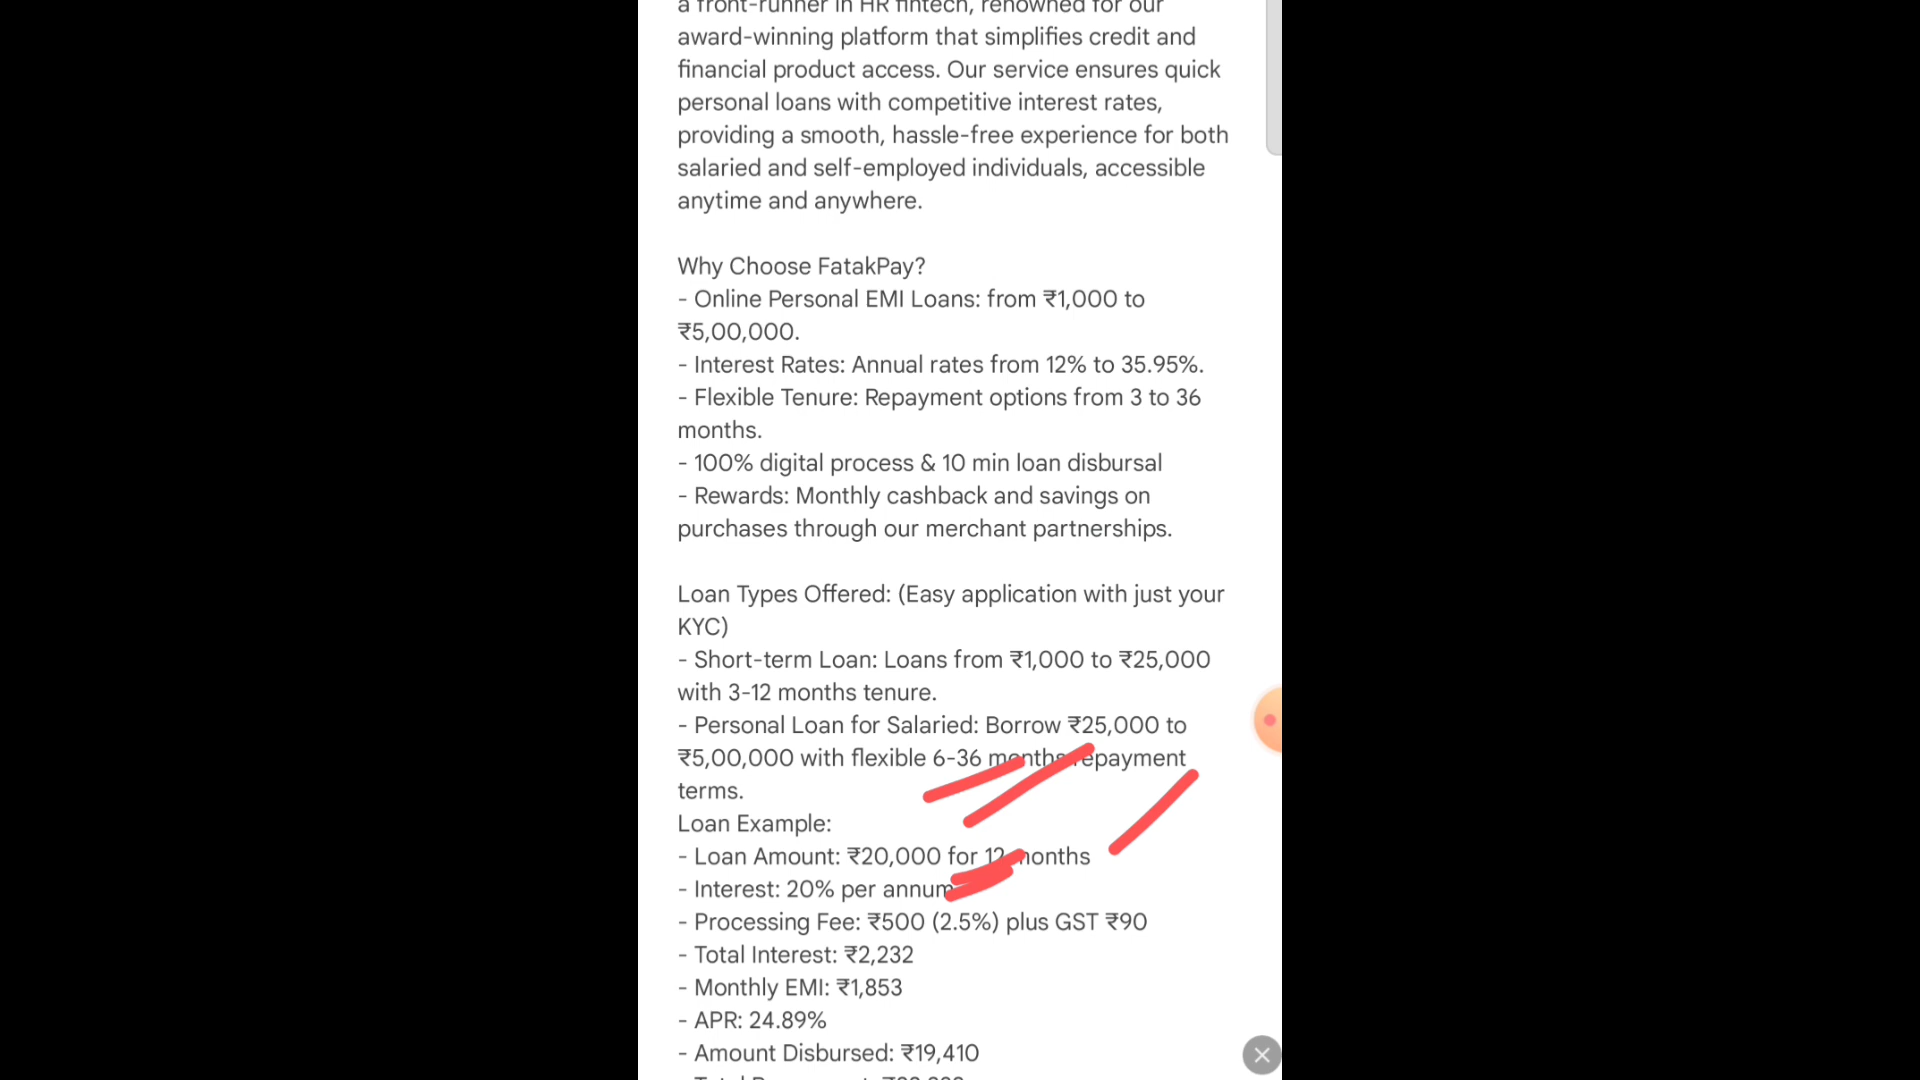 a front-runner in HR fintech, renowned for our
award-winning platform that simplifies credit and
financial product access. Our service ensures quick
personal loans with competitive interest rates,
providing a smooth, hassle-free experience for both
salaried and self-employed individuals, accessible
anytime and anywhere.
Why Choose FatakPay?
- Online Personal EMI Loans: from ₹1,000 to
₹5,00,000.
- Interest Rates: Annual rates from 12% to 35.95%.
- Flexible Tenure: Repayment options from 3 to 36
months.
- 100% digital process & 10 min loan disbursal
- Rewards: Monthly cashback and savings on
purchases through our merchant partnerships.
Loan Types Offered: (Easy application with just your
KYC)
- Short-term Loan: Loans from ₹1,000 to ₹25,000
with 3-12 months tenure.
- Personal Loan for Salaried: Borrow ₹25,000 to
₹5,00,000 with flexible 6-36 months repayment
terms.
Loan Example:
- Loan Amount: ₹20,000 for 12 months
- Interest: 20% per annum
- Processing Fee: ₹500 (2.5%) plus GST ₹90
- Total Interest: ₹2,232
- Monthly EMI: ₹1,853
- APR: 24.89%
- Amount Disbursed: ₹19,410